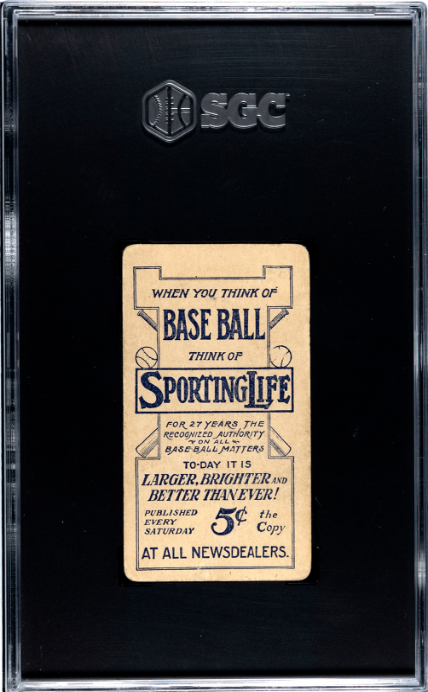 SGC
WHEN YOU THINK OF
BASE BALL
THINK OF
SPORTING LIFE
FOR 27 YEARS THE
RECOGNIZED AUTHORITY
ON ALL
BASE BALL MATTERS
TO-DAY IT IS
LARGER, BRIGHTER AND
BETTER THAN EVER!
PUBLISHED
EVERY
SATURDAY
5¢
the
Copy
AT ALL NEWSDEALERS.